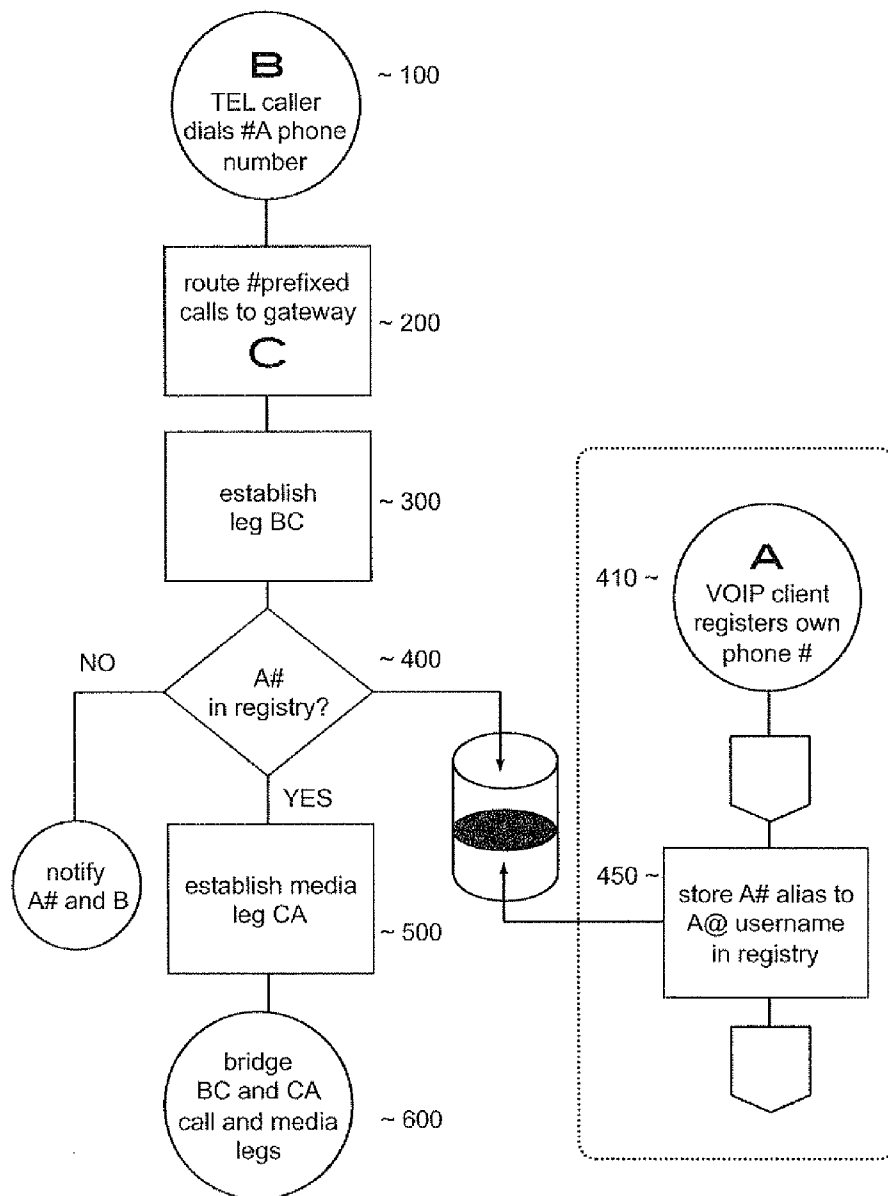 B
TEL caller
dials #A phone
number
~ 100
route #prefixed
calls to gateway
C
~ 200
establish
leg BC
~ 300
A#
in registry?
~ 400
NO
YES
notify
A# and B
establish media
leg CA
~ 500
bridge
BC and CA
call and media
legs
~ 600
410 ~
A
VOIP client
registers own
phone #
450 ~
store A# alias to
A@ username
in registry